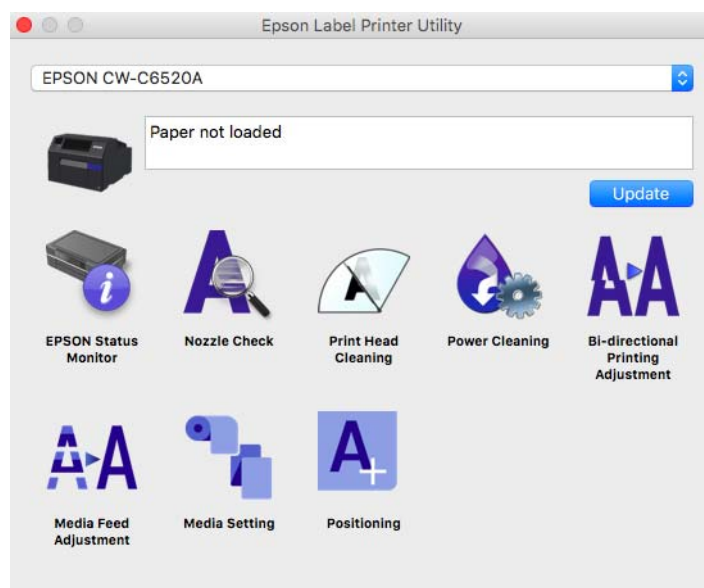 Epson Label Printer Utility
EPSON CW-C6520A
Paper not loaded
Update
EPSON Status
Monitor
Nozzle Check
Print Head
Cleaning
Power Cleaning
Bi-directional
Printing
Adjustment
Media Feed
Adjustment
Media Setting
Positioning